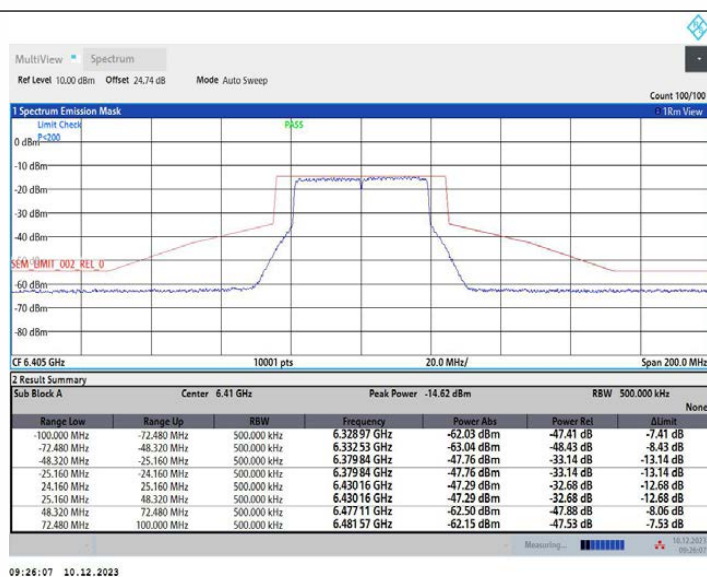 MultiView Spectrum
Ref Level 10.00 dBm Offset 24.74 dB Mode Auto Sweep
Count 100/100
1 Spectrum Emission Mask 1Rm View
Limit Check PASS
P<200
0 dBm
-10 dBm
-20 dBm
-30 dBm
-40 dBm
SEM_LIMIT_002_REL_0
-60 dBm
-70 dBm
-80 dBm
CF 6.405 GHz 10001 pts 20.0 MHz/ Span 200.0 MHz
2 Result Summary
Sub Block A Center 6.41 GHz Peak Power -14.62 dBm RBW 500.000 kHz
None
Range Low Range Up RBW Frequency Power Abs Power Rel ΔLimit
-100.000 MHz -72.480 MHz 500.000 kHz 6.328 97 GHz -62.03 dBm -47.41 dB -7.41 dB
-72.480 MHz -48.320 MHz 500.000 kHz 6.332 53 GHz -63.04 dBm -48.43 dB -8.43 dB
-48.320 MHz -25.160 MHz 500.000 kHz 6.379 84 GHz -47.76 dBm -33.14 dB -13.14 dB
-25.160 MHz -24.160 MHz 500.000 kHz 6.379 84 GHz -47.76 dBm -33.14 dB -13.14 dB
24.160 MHz 25.160 MHz 500.000 kHz 6.430 16 GHz -47.29 dBm -32.68 dB -12.68 dB
25.160 MHz 48.320 MHz 500.000 kHz 6.430 16 GHz -47.29 dBm -32.68 dB -12.68 dB
48.320 MHz 72.480 MHz 500.000 kHz 6.477 11 GHz -62.50 dBm -47.88 dB -8.06 dB
72.480 MHz 100.000 MHz 500.000 kHz 6.481 57 GHz -62.15 dBm -47.53 dB -7.53 dB
Measuring... 10.12.2023
09:26:07
09:26:07 10.12.2023